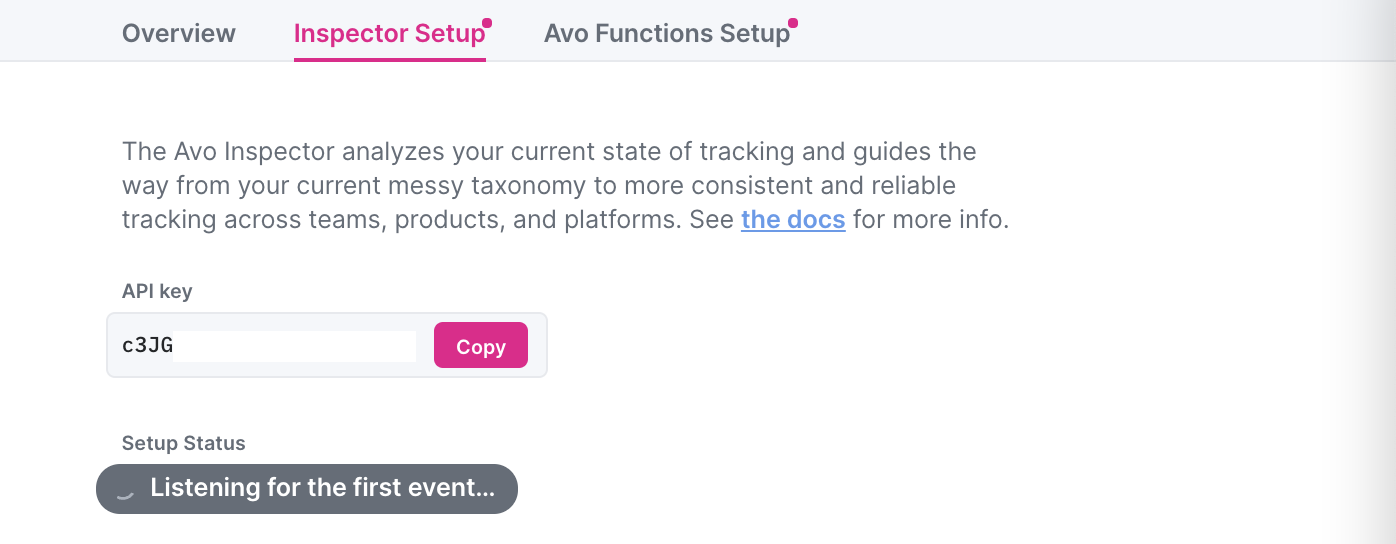 Overview Inspector Setup Avo Functions Setup
The Avo Inspector analyzes your current state of tracking and guides the
way from your current messy taxonomy to more consistent and reliable
tracking across teams, products, and platforms. See the docs for more info.
API key
c3JG Copy
Setup Status
Listening for the first event...